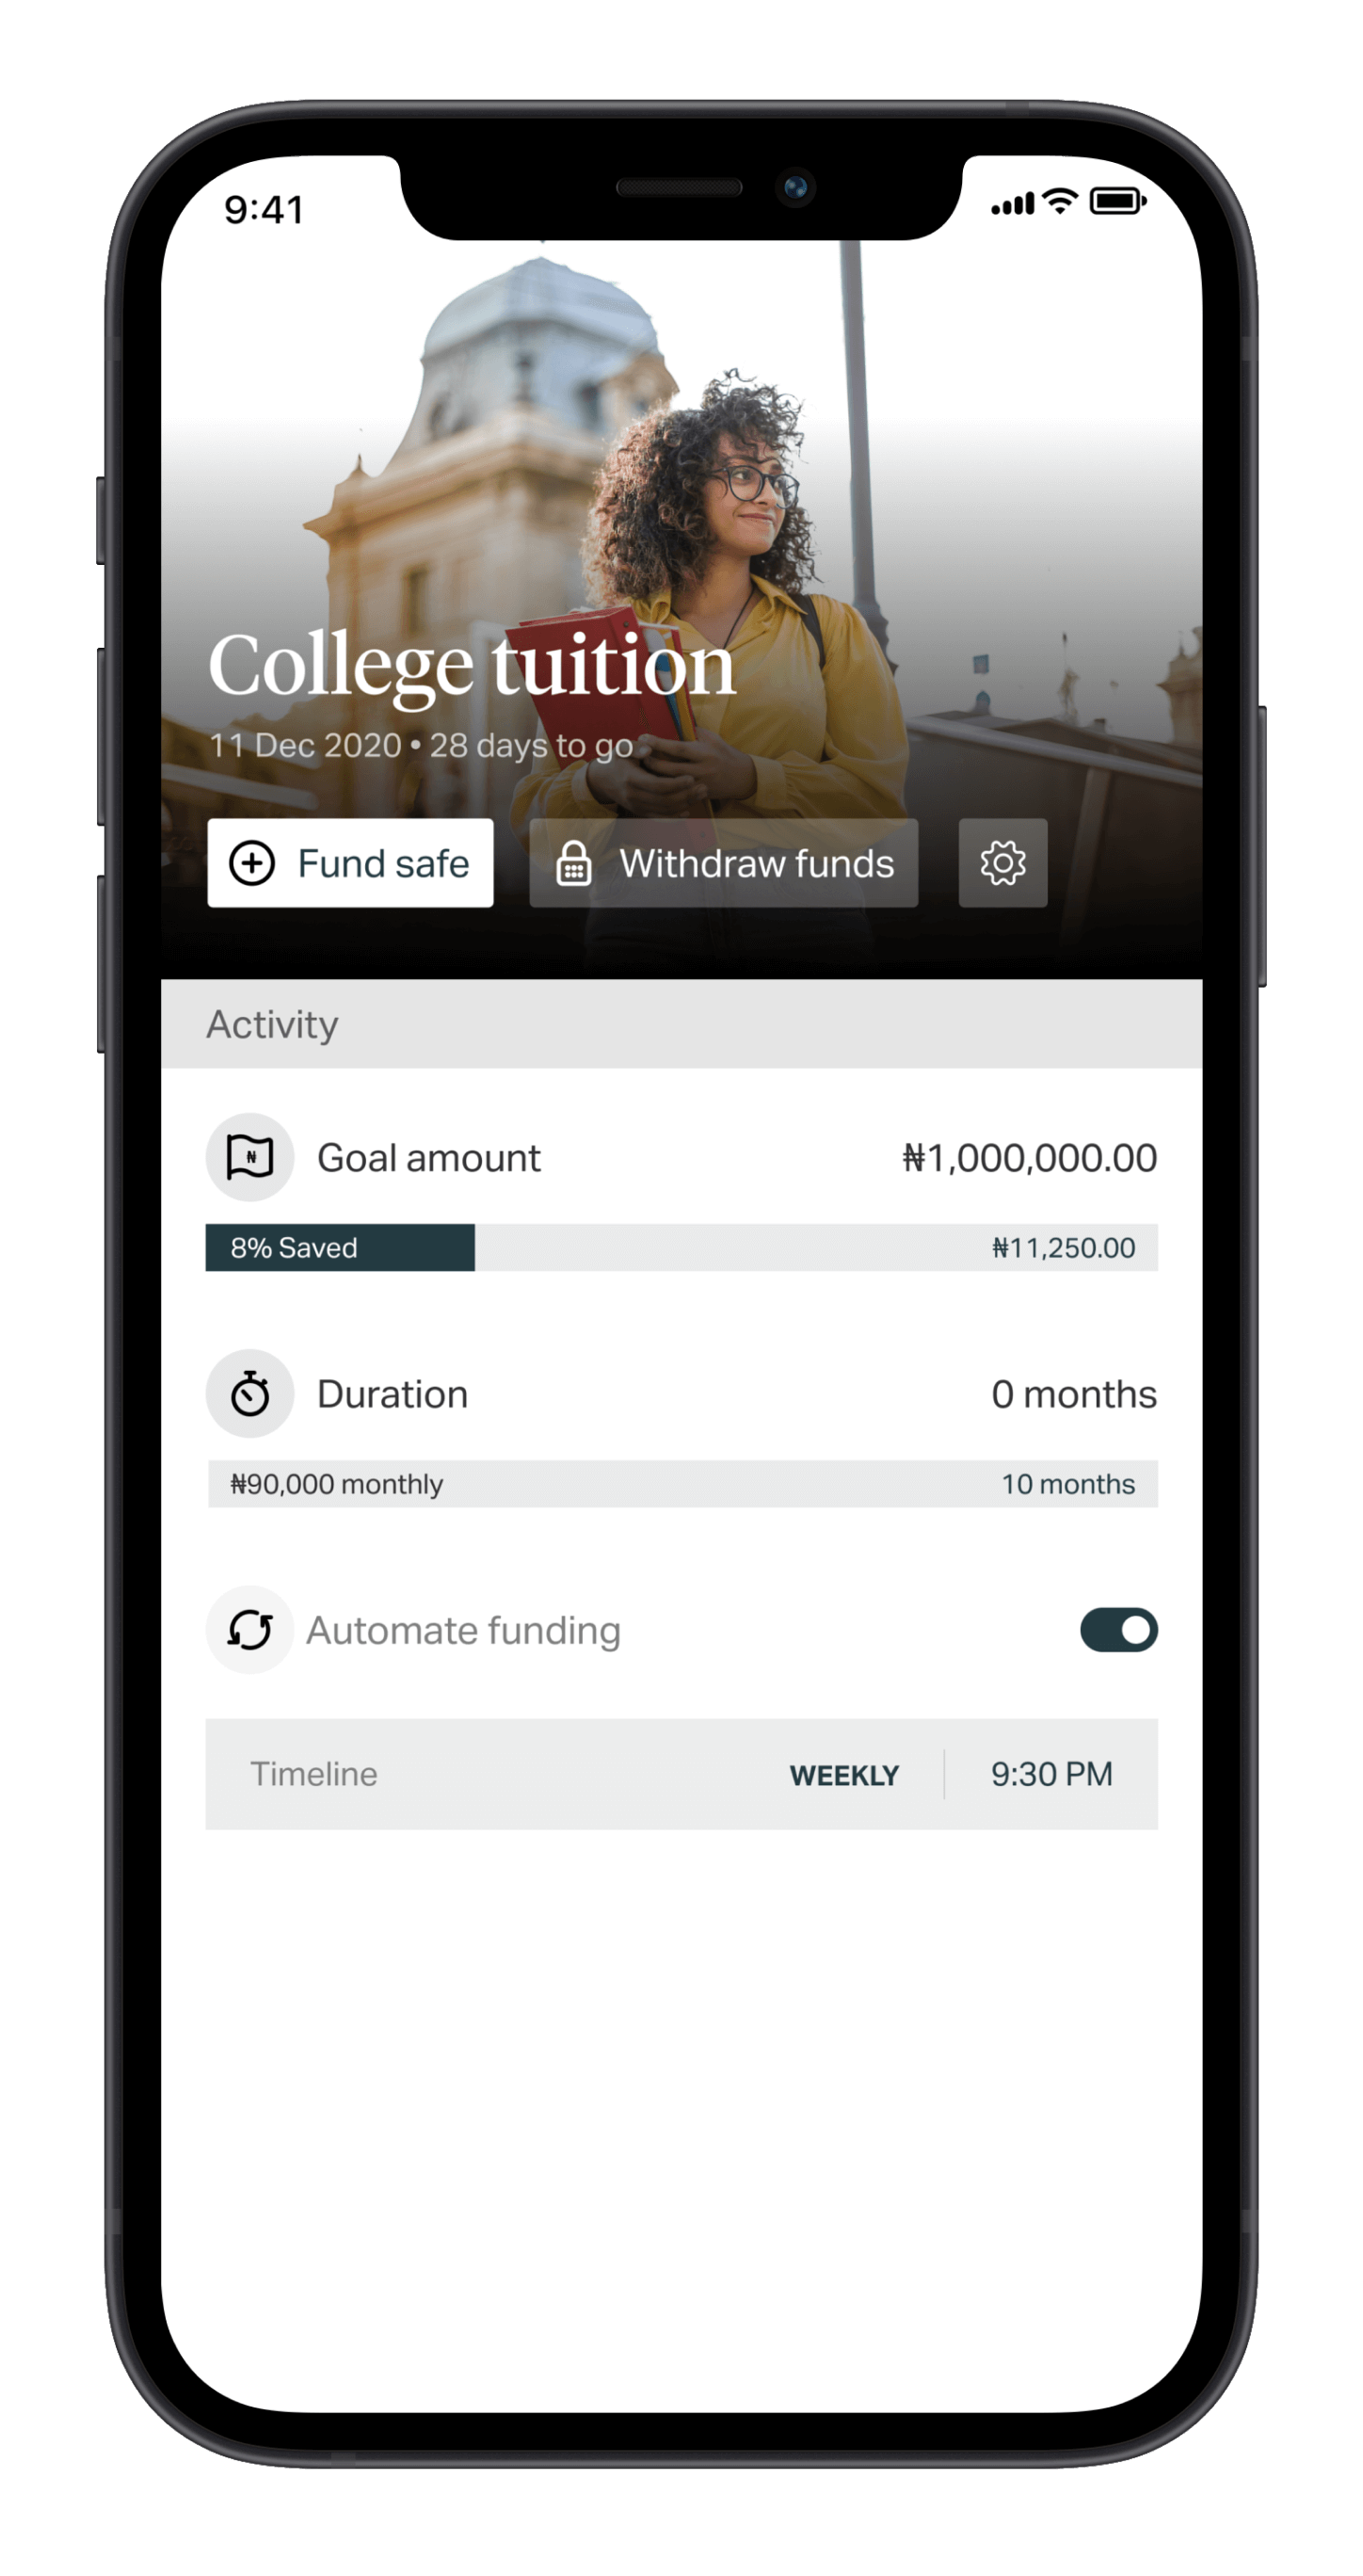 9:41
College tuition
11 Dec 2020 • 28 days to go
Fund safe
Withdraw funds
Activity
₦
Goal amount
₦1,000,000.00
8% Saved
₦11,250.00
Duration
0 months
₦90,000 monthly
10 months
Automate funding
Timeline
WEEKLY
9:30 PM